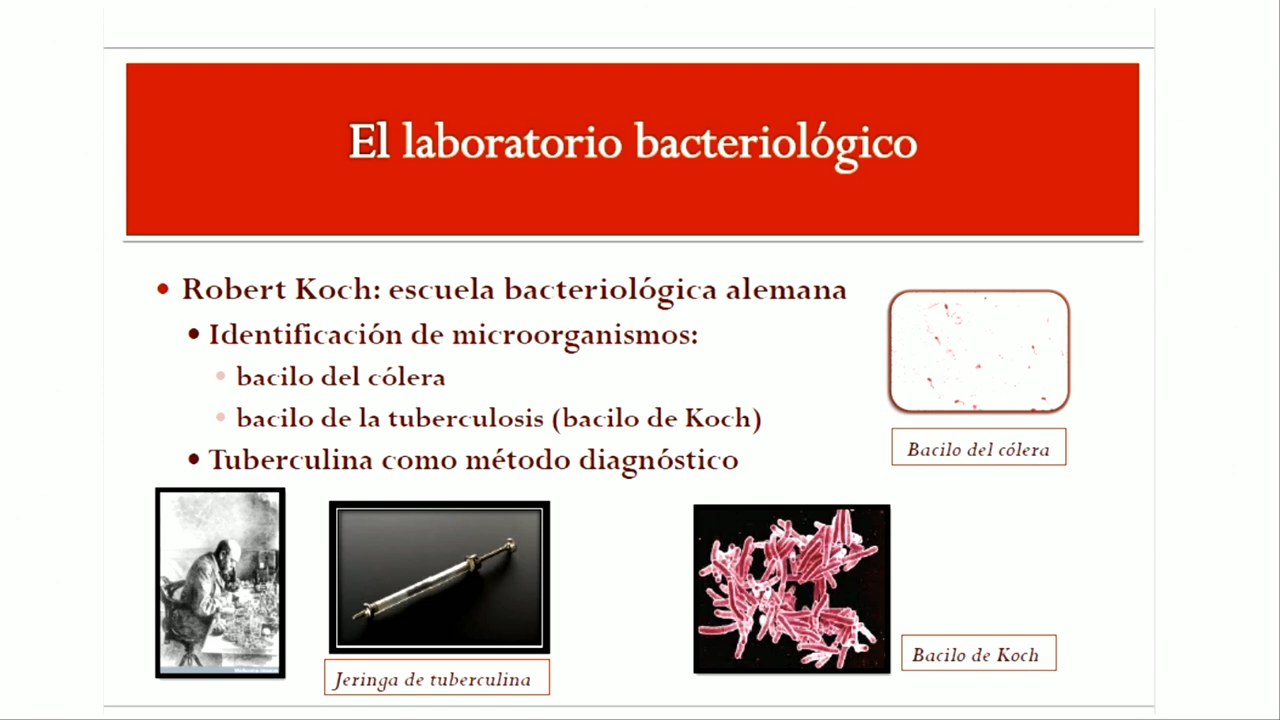 El laboratorio bacteriológico
Robert Koch: escuela bacteriológica alemana
Identificación de microorganismos:
bacilo del cólera
bacilo de la tuberculosis (bacilo de Koch)
Tuberculina como método diagnóstico
Bacilo del cólera
Jeringa de tuberculina
Bacilo de Koch